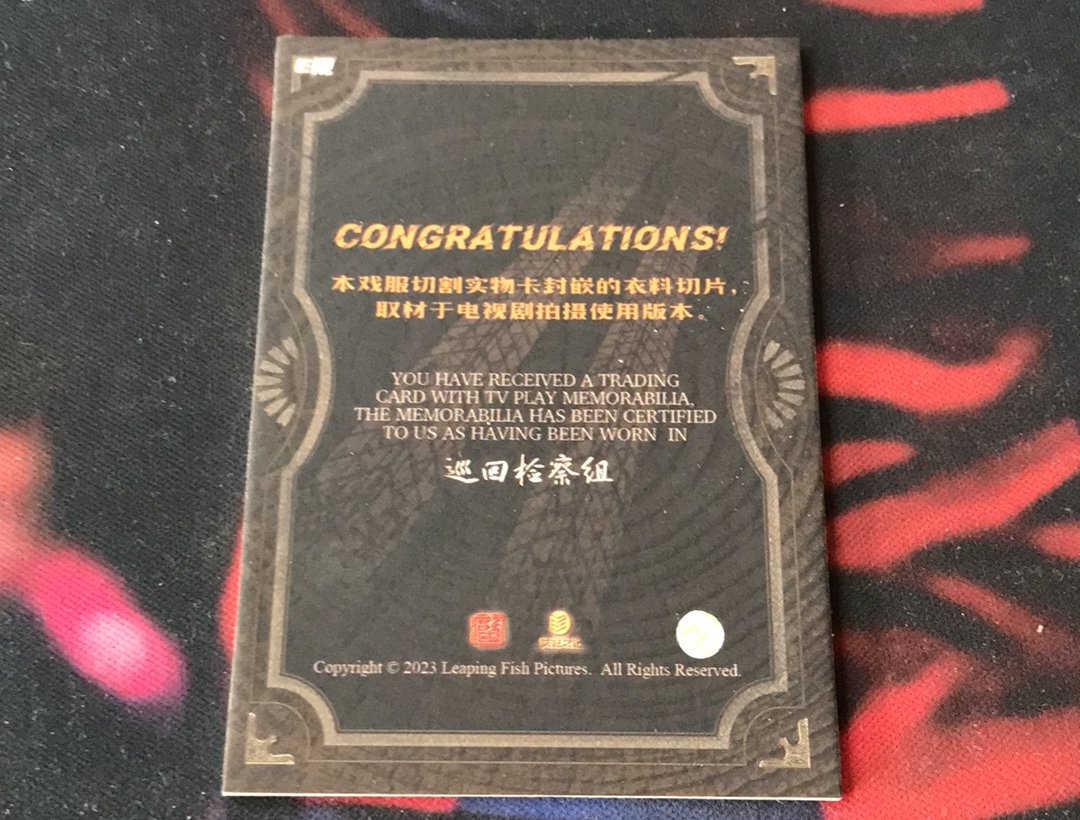 CONGRATULATIONS!
本戏服切割实物卡封嵌的衣料切片，
取材于电视剧拍摄使用版本。
YOU HAVE RECEIVED A TRADING
CARD WITH TV PLAY MEMORABILIA,
THE MEMORABILIA HAS BEEN CERTIFIED
TO US AS HAVING BEEN WORN IN
巡回检察组
Copyright © 2023 Leaping Fish Pictures. All Rights Reserved.